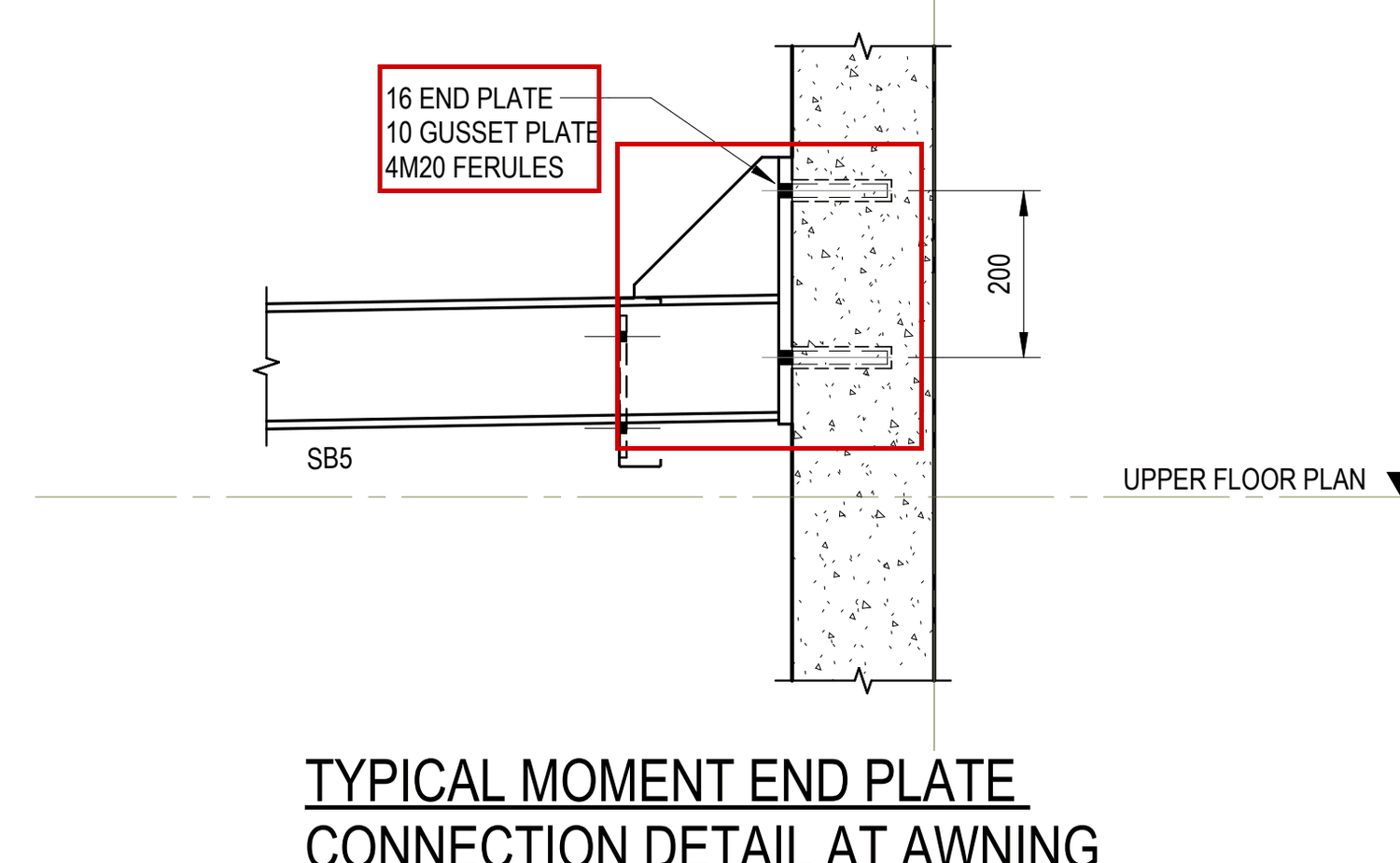 16 END PLATE
10 GUSSET PLATE
4M20 FERULES
200
SB5
UPPER FLOOR PLAN
TYPICAL MOMENT END PLATE
CONNECTION DETAIL AT AWNING